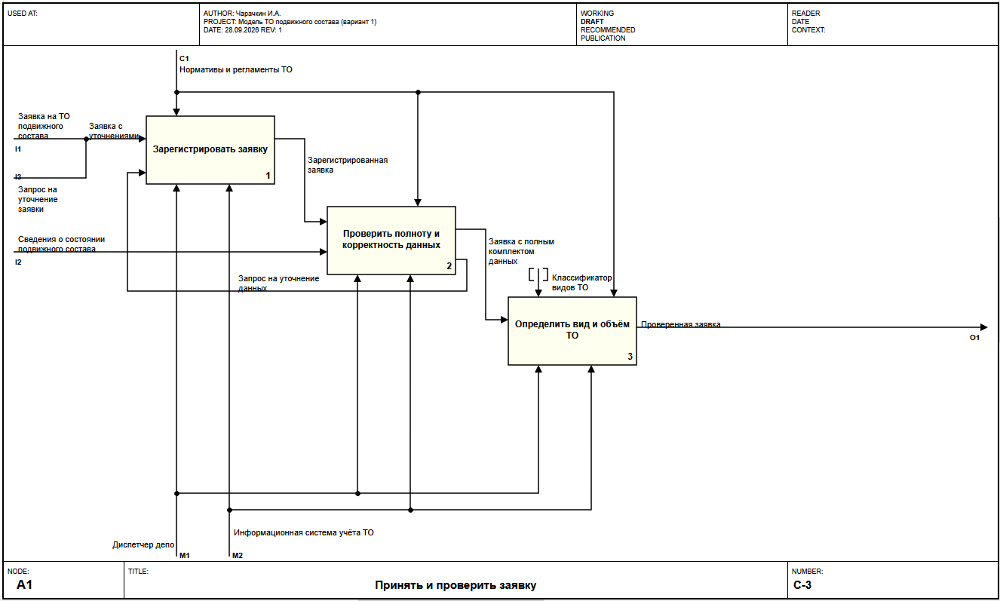 USED AT:
AUTHOR: Чарачкин И.А.
PROJECT: Модель ТО подвижного состава (вариант 1)
DATE: 28.09.2026 REV: 1
WORKING
DRAFT
RECOMMENDED
PUBLICATION
READER
DATE
CONTEXT:
C1
Нормативы и регламенты ТО
Заявка на ТО
подвижного
состава
I1
Заявка с
уточнениями
I3
Запрос на
уточнение
заявки
Зарегистрировать заявку
1
Зарегистрированная
заявка
Сведения о состоянии
подвижного состава
I2
Проверить полноту и
корректность данных
2
Запрос на уточнение
данных
Заявка с полным
комплектом
данных
Классификатор
видов ТО
Определить вид и объём
ТО
3
Проверенная заявка
O1
Информационная система учёта ТО
Диспетчер депо
M1
M2
NODE:
A1
TITLE:
Принять и проверить заявку
NUMBER:
C-3